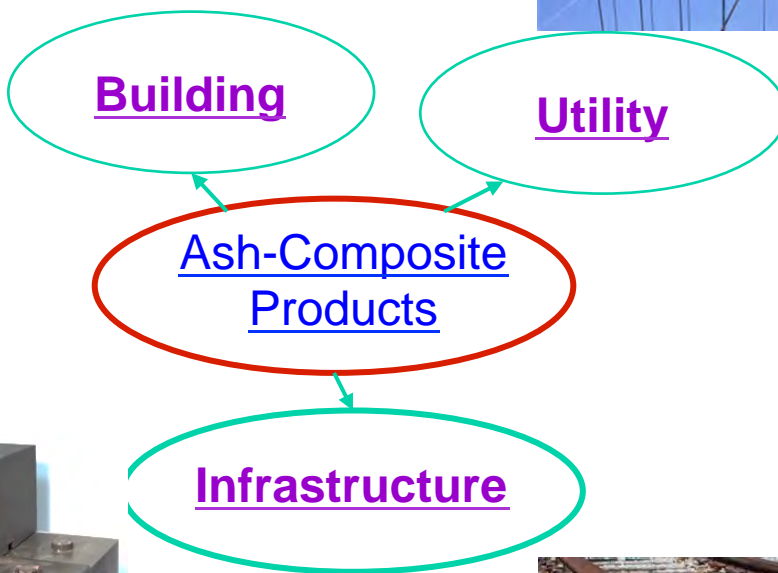 Building
Utility
Ash-Composite
Products
Infrastructure